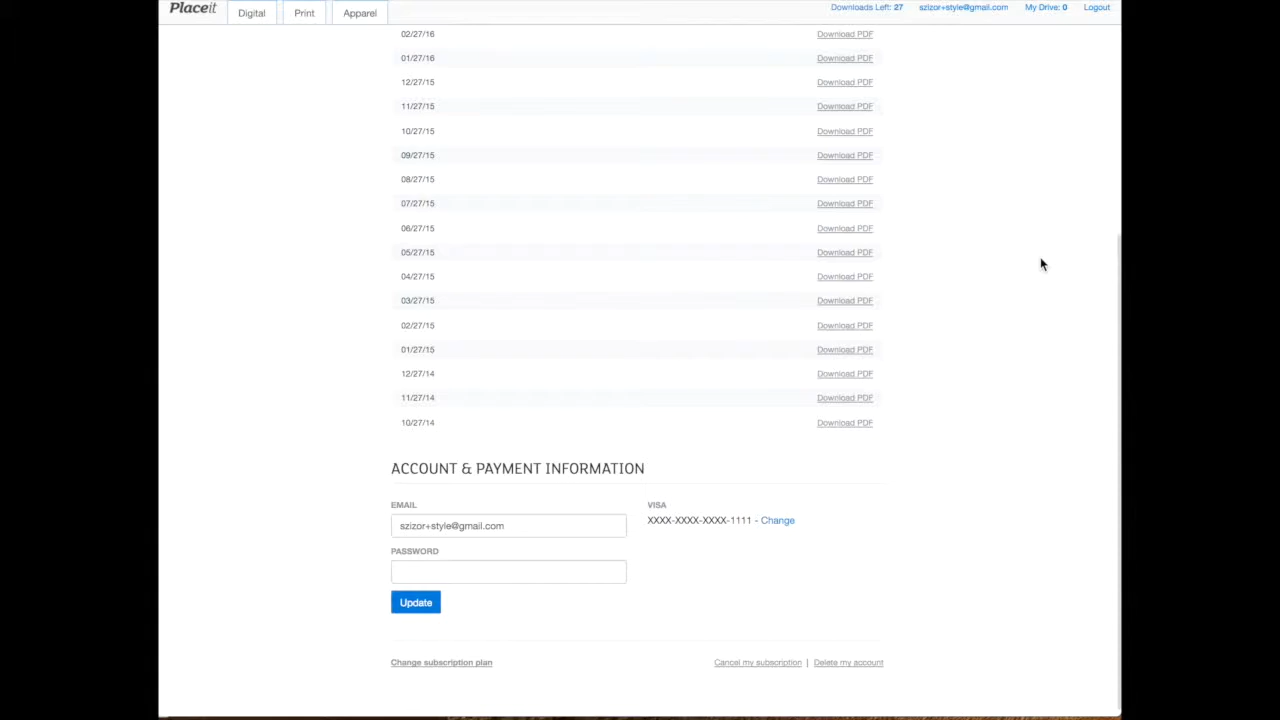 Placeit Digital Print Apparel Downloads Left: 27 szizor+style@gmail.com My Drive: 0 Logout
02/27/16 Download PDF
01/27/16 Download PDF
12/27/15 Download PDF
11/27/15 Download PDF
10/27/15 Download PDF
09/27/15 Download PDF
08/27/15 Download PDF
07/27/15 Download PDF
06/27/15 Download PDF
05/27/15 Download PDF
04/27/15 Download PDF
03/27/15 Download PDF
02/27/15 Download PDF
01/27/15 Download PDF
12/27/14 Download PDF
11/27/14 Download PDF
10/27/14 Download PDF
ACCOUNT & PAYMENT INFORMATION
EMAIL VISA
szizor+style@gmail.com XXXX-XXXX-XXXX-1111 - Change
PASSWORD
Update
Change subscription plan Cancel my subscription | Delete my account